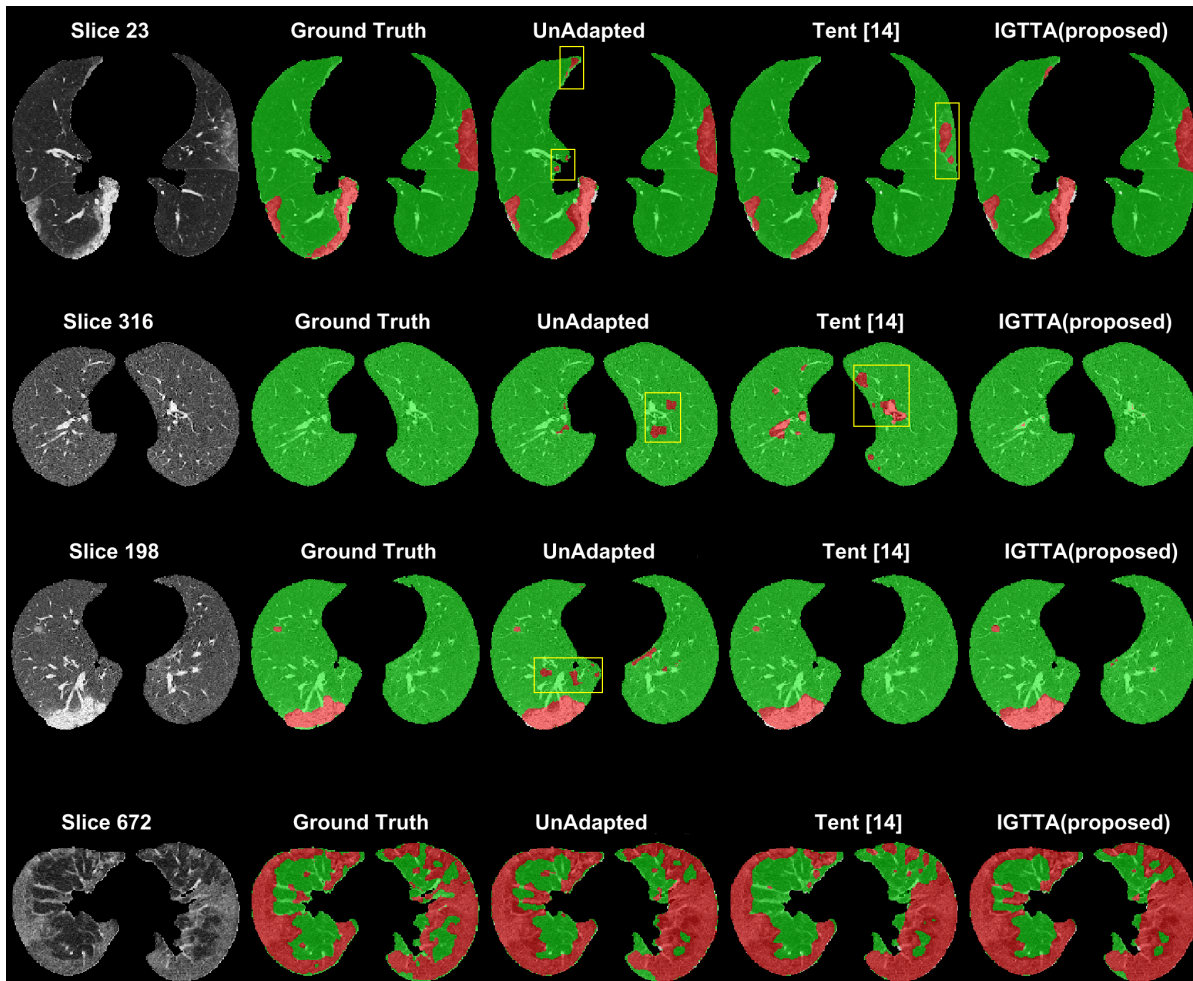 Slice 23 Ground Truth UnAdapted Tent [14] IGTTA(proposed)
Slice 316 Ground Truth UnAdapted Tent [14] IGTTA(proposed)
Slice 198 Ground Truth UnAdapted Tent [14] IGTTA(proposed)
Slice 672 Ground Truth UnAdapted Tent [14] IGTTA(proposed)